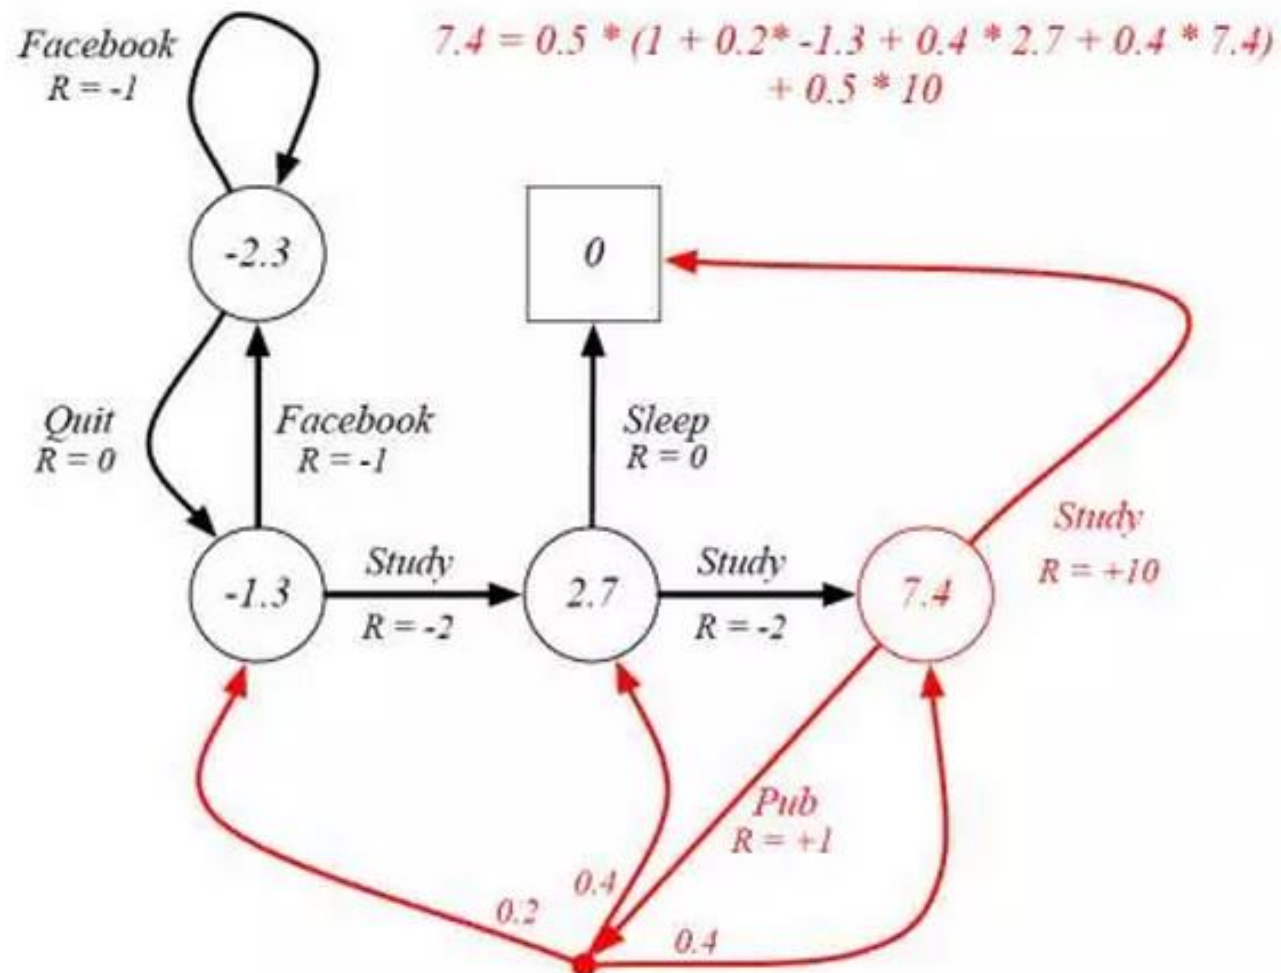 Facebook
R = -1
7.4 = 0.5 * (1 + 0.2* -1.3 + 0.4 * 2.7 + 0.4 * 7.4)
+ 0.5 * 10
-2.3
0
Quit
R = 0
Facebook
R = -1
Sleep
R = 0
Study
R = +10
-1.3
Study
R = -2
2.7
Study
R = -2
7.4
Pub
R = +1
0.4
0.2
0.4